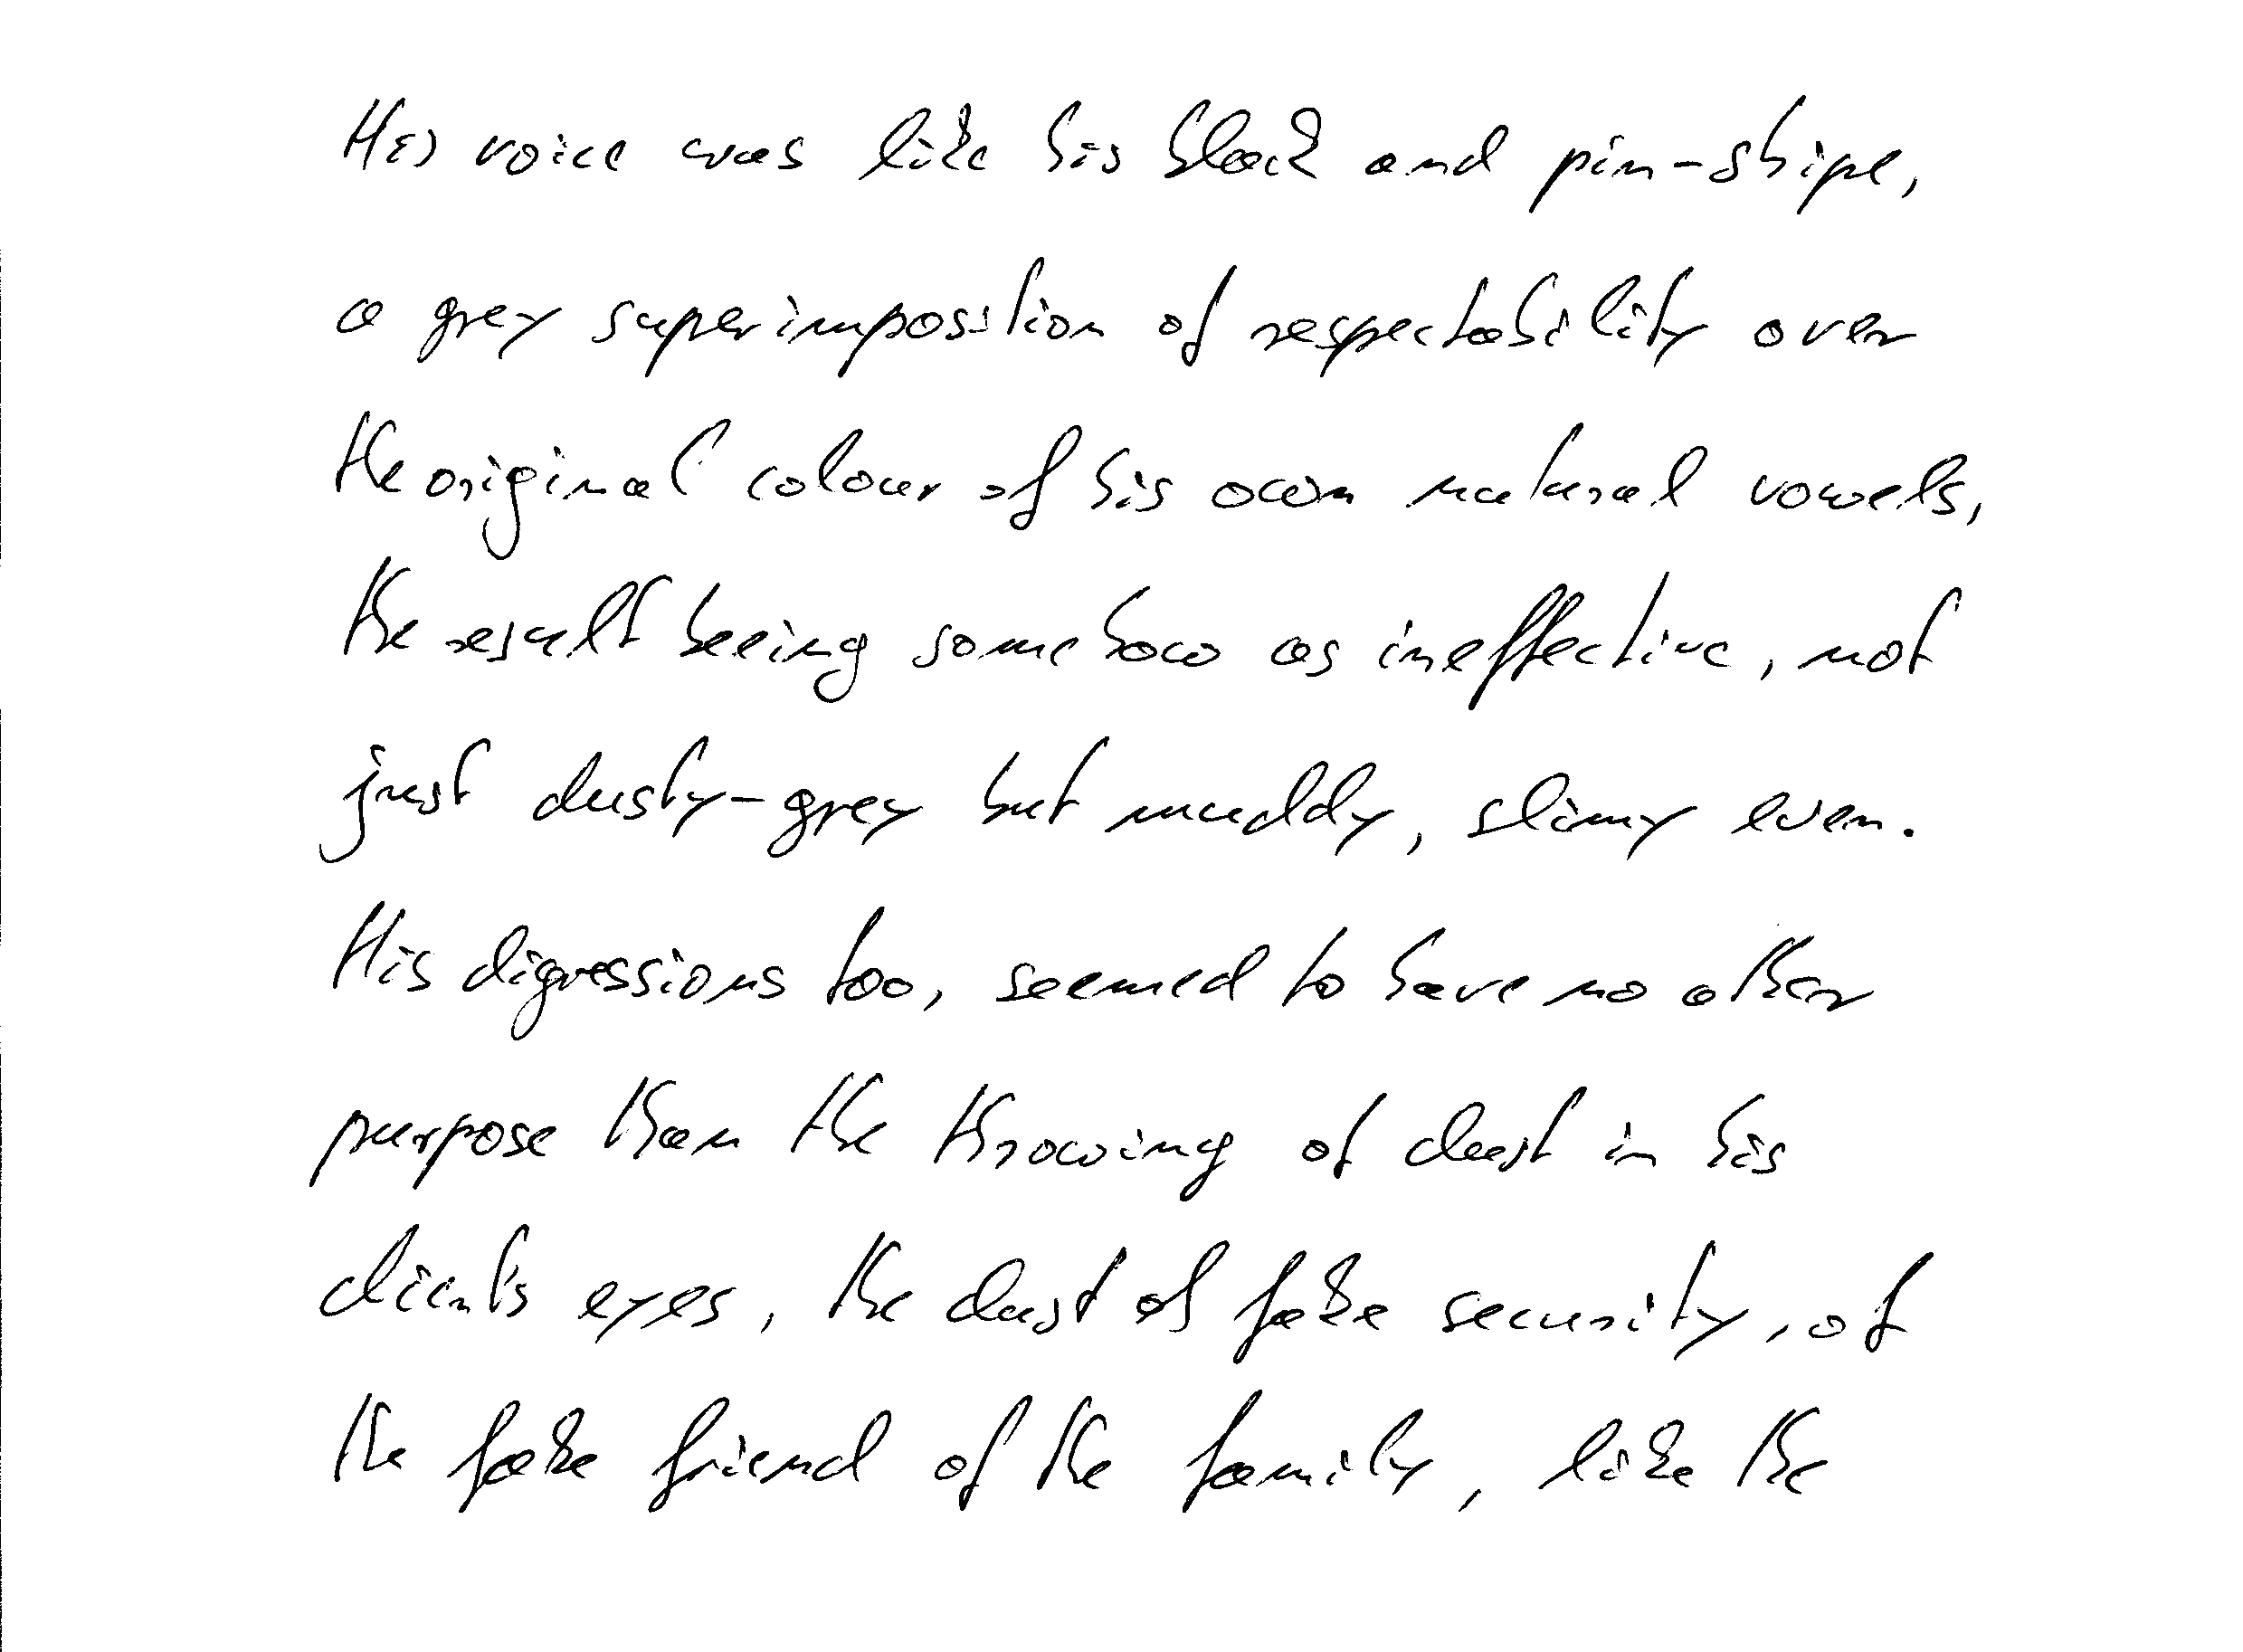 His voice was like his black and pin-stripe,
a grey superimposition of respectability over
the original colour of his own natural vowels,
the result being somehow as ineffective, not
just dusty-grey but muddy, slimy even.
His digressions too, seemed to have no other
purpose than the throwing of dust in his
client's eyes, the dust of fake security, of
the fake friend of the family, like the